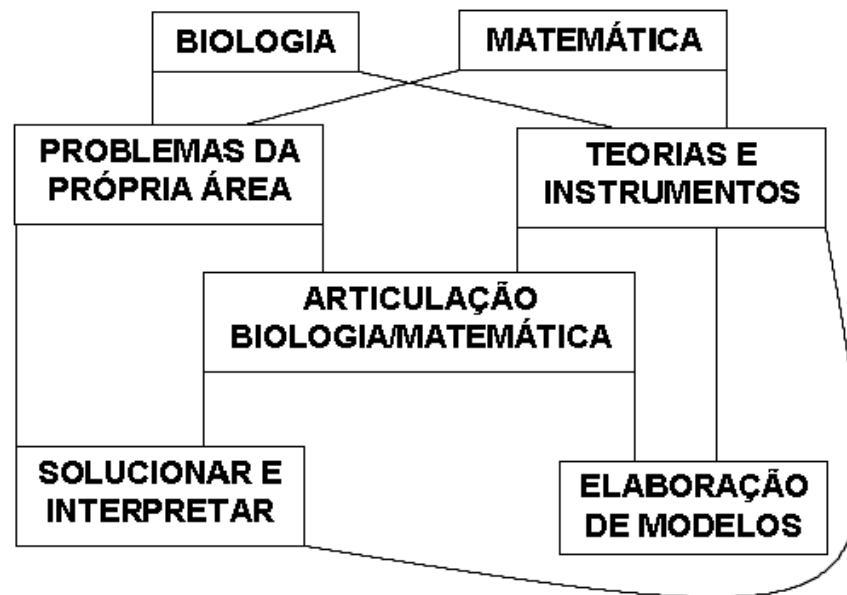 BIOLOGIA
MATEMÁTICA
PROBLEMAS DA
PRÓPRIA ÁREA
TEORIAS E
INSTRUMENTOS
ARTICULAÇÃO
BIOLOGIA/MATEMÁTICA
SOLUCIONAR E
INTERPRETAR
ELABORAÇÃO
DE MODELOS